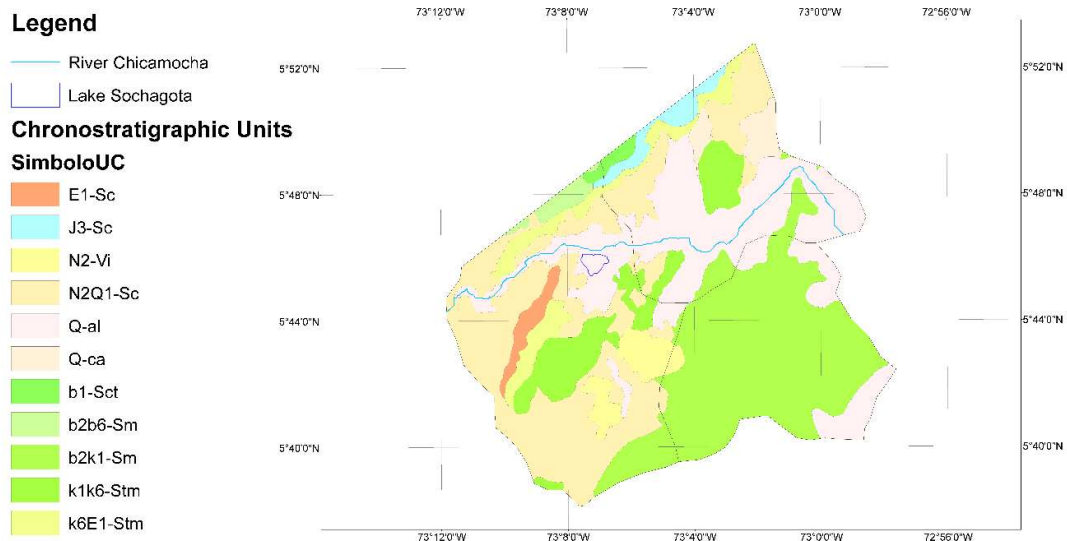 Legend
River Chicamocha
Lake Sochagota
Chronostratigraphic Units
SimboloUC
E1-Sc
J3-Sc
N2-Vi
N2Q1-Sc
Q-al
Q-ca
b1-Sct
b2b6-Sm
b2k1-Sm
k1k6-Stm
k6E1-Stm
73°12'0"W 73°8'0"W 73°4'0"W 73°0'0"W 72°56'0"W
5°52'0"N 5°52'0"N
5°48'0"N 5°48'0"N
5°44'0"N 5°44'0"N
5°40'0"N 5°40'0"N
73°12'0"W 73°8'0"W 73°4'0"W 73°0'0"W 72°56'0"W